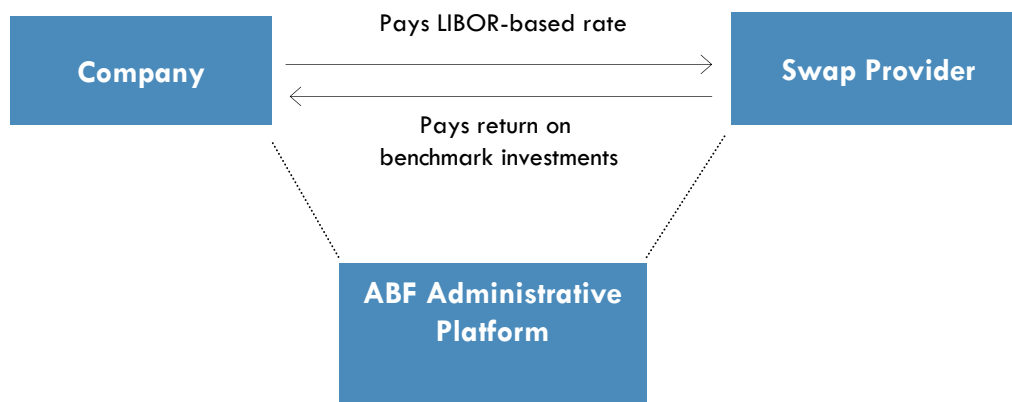 Pays LIBOR-based rate
Company
Swap Provider
Pays return on
benchmark investments
ABF Administrative
Platform